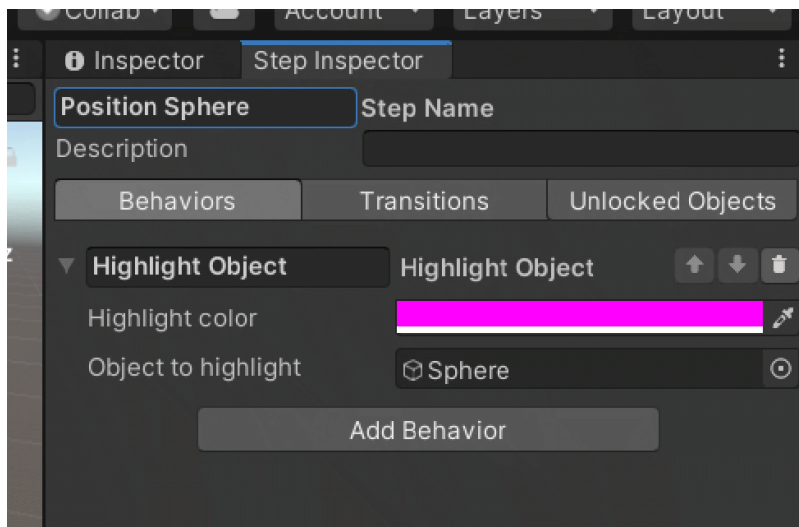 Collab Account Layers Layout
Inspector Step Inspector
Position Sphere Step Name
Description
Behaviors Transitions Unlocked Objects
Highlight Object Highlight Object
Highlight color
Object to highlight Sphere
Add Behavior